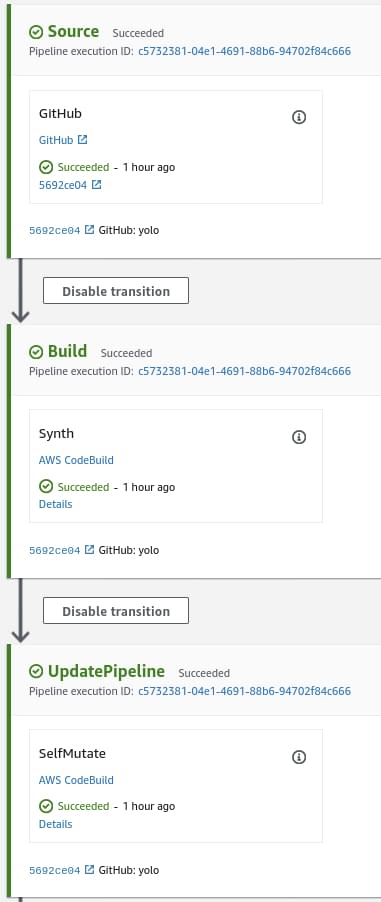 Source Succeeded
Pipeline execution ID: c5732381-04e1-4691-88b6-94702f84c666
GitHub
GitHub
Succeeded - 1 hour ago
5692ce04
5692ce04 GitHub: yolo
Disable transition
Build Succeeded
Pipeline execution ID: c5732381-04e1-4691-88b6-94702f84c666
Synth
AWS CodeBuild
Succeeded - 1 hour ago
Details
5692ce04 GitHub: yolo
Disable transition
UpdatePipeline Succeeded
Pipeline execution ID: c5732381-04e1-4691-88b6-94702f84c666
SelfMutate
AWS CodeBuild
Succeeded - 1 hour ago
Details
5692ce04 GitHub: yolo